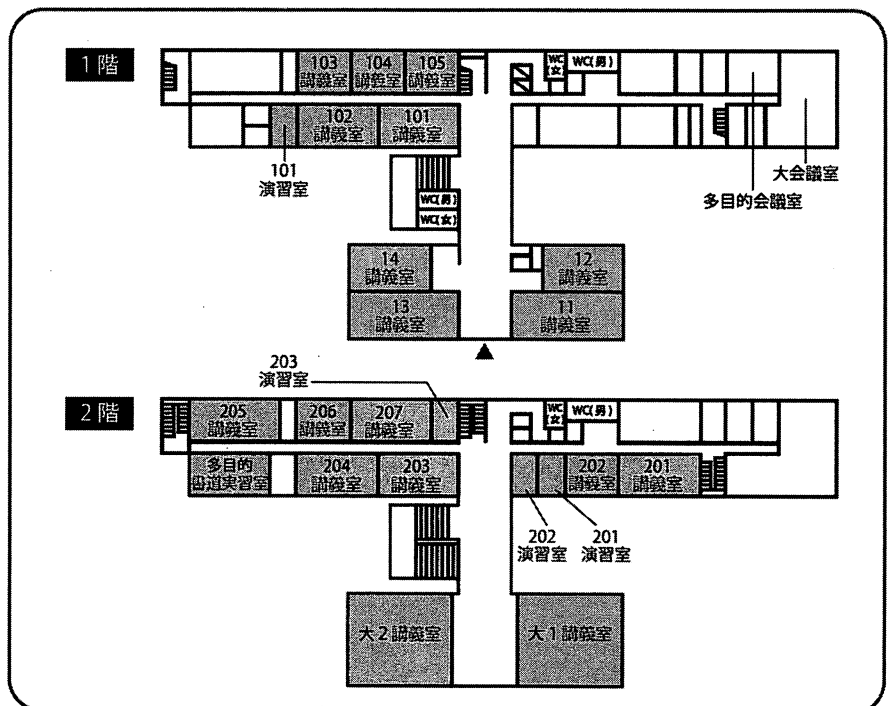 1階
103
講義室
104
講義室
105
講義室
WC
(女)
WC(男)
102
講義室
101
講義室
101
演習室
大会議室
多目的会議室
WC(男)
WC(女)
14
講義室
12
講義室
13
講義室
11
講義室
▲
2階
203
演習室
205
講義室
206
講義室
207
講義室
WC
(女)
WC(男)
多目的
書道実習室
204
講義室
203
講義室
202
講義室
201
講義室
202
演習室
201
演習室
大2講義室
大1講義室